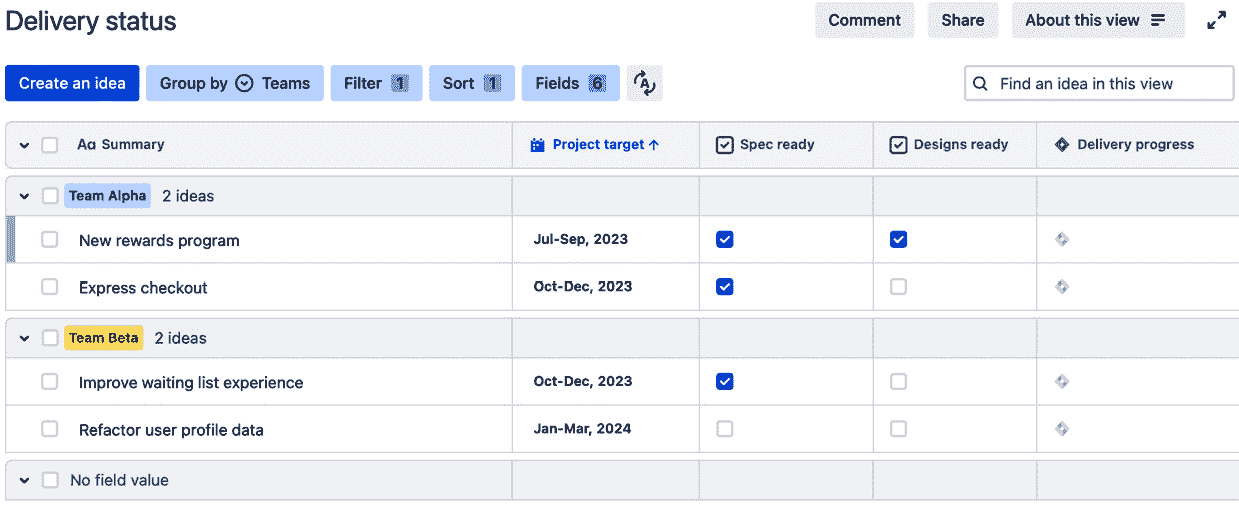 Delivery status Comment Share About this view
Create an idea Group by Teams Filter 1 Sort 1 Fields 6 A Find an idea in this view
Aa Summary Project target ↑ Spec ready Designs ready Delivery progress
Team Alpha 2 ideas
New rewards program Jul-Sep, 2023
Express checkout Oct-Dec, 2023
Team Beta 2 ideas
Improve waiting list experience Oct-Dec, 2023
Refactor user profile data Jan-Mar, 2024
No field value